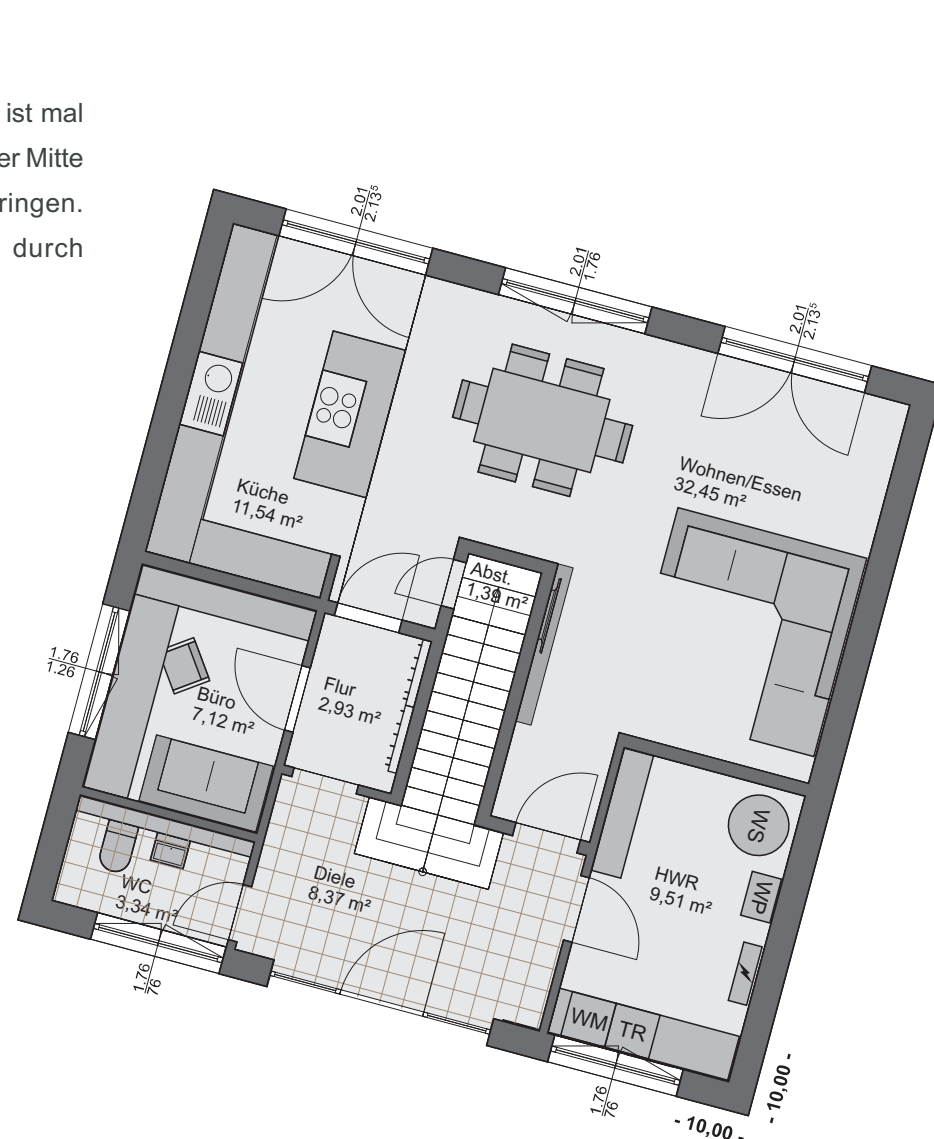 ist mal
er Mitte
ringen.
durch
2.01
2.13⁵
2.01
1.76
2.01
2.13⁵
Wohnen/Essen
32,45 m²
Küche
11,54 m²
Abst.
1,39 m²
1.76
1.26
Büro
7,12 m²
Flur
2,93 m²
WS
HWR
9,51 m²
WP
Diele
8,37 m²
WC
3,34 m²
WM
TR
1.76
76
1.76
76
- 10,00 -
- 10,00 -